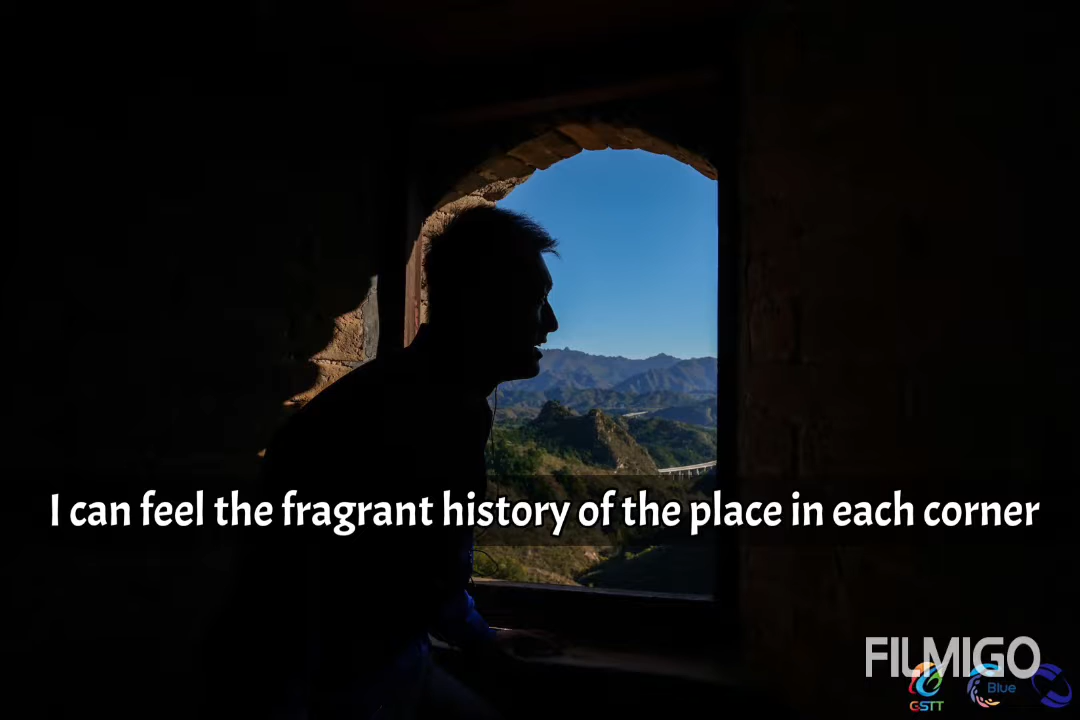 I can feel the fragrant history of the place in each corner
FILMIGO
GSTT
Blue